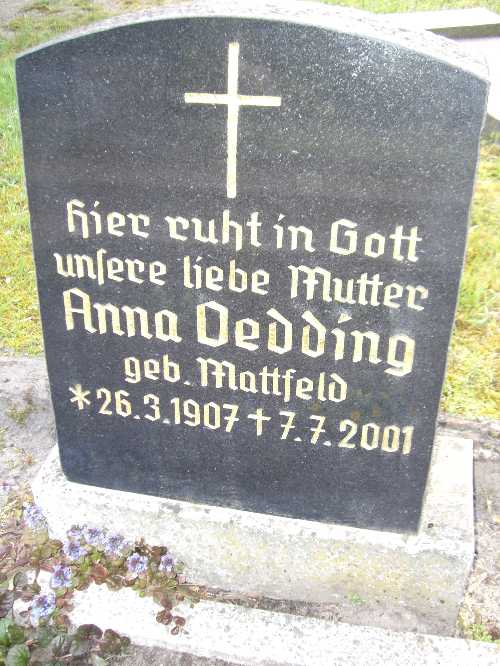 Hier ruht in Gott
unsere liebe Mutter
Anna Oedding
geb. Mattfeld
* 26.3.1907 † 7.7.2001